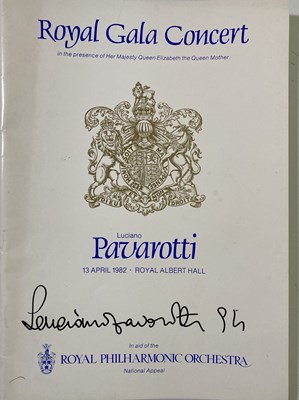 Royal Gala Concert
in the presence of Her Majesty Queen Elizabeth the Queen Mother
Luciano
Pavarotti
13 APRIL 1982 · ROYAL ALBERT HALL
Luciano Pavarotti
In aid of the
ROYAL PHILHARMONIC ORCHESTRA
National Appeal